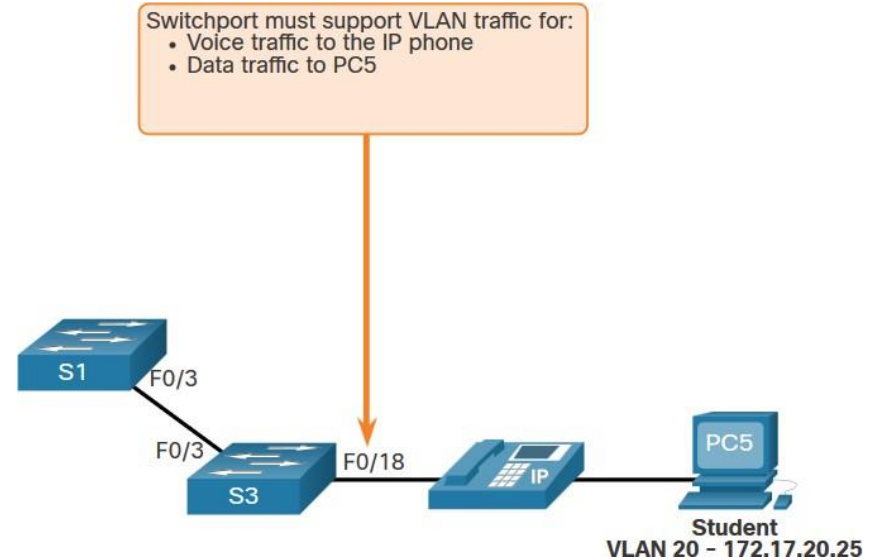 Switchport must support VLAN traffic for:
• Voice traffic to the IP phone
• Data traffic to PC5
S1
F0/3
F0/3
S3
F0/18
IP
PC5
Student
VLAN 20 - 172.17.20.25